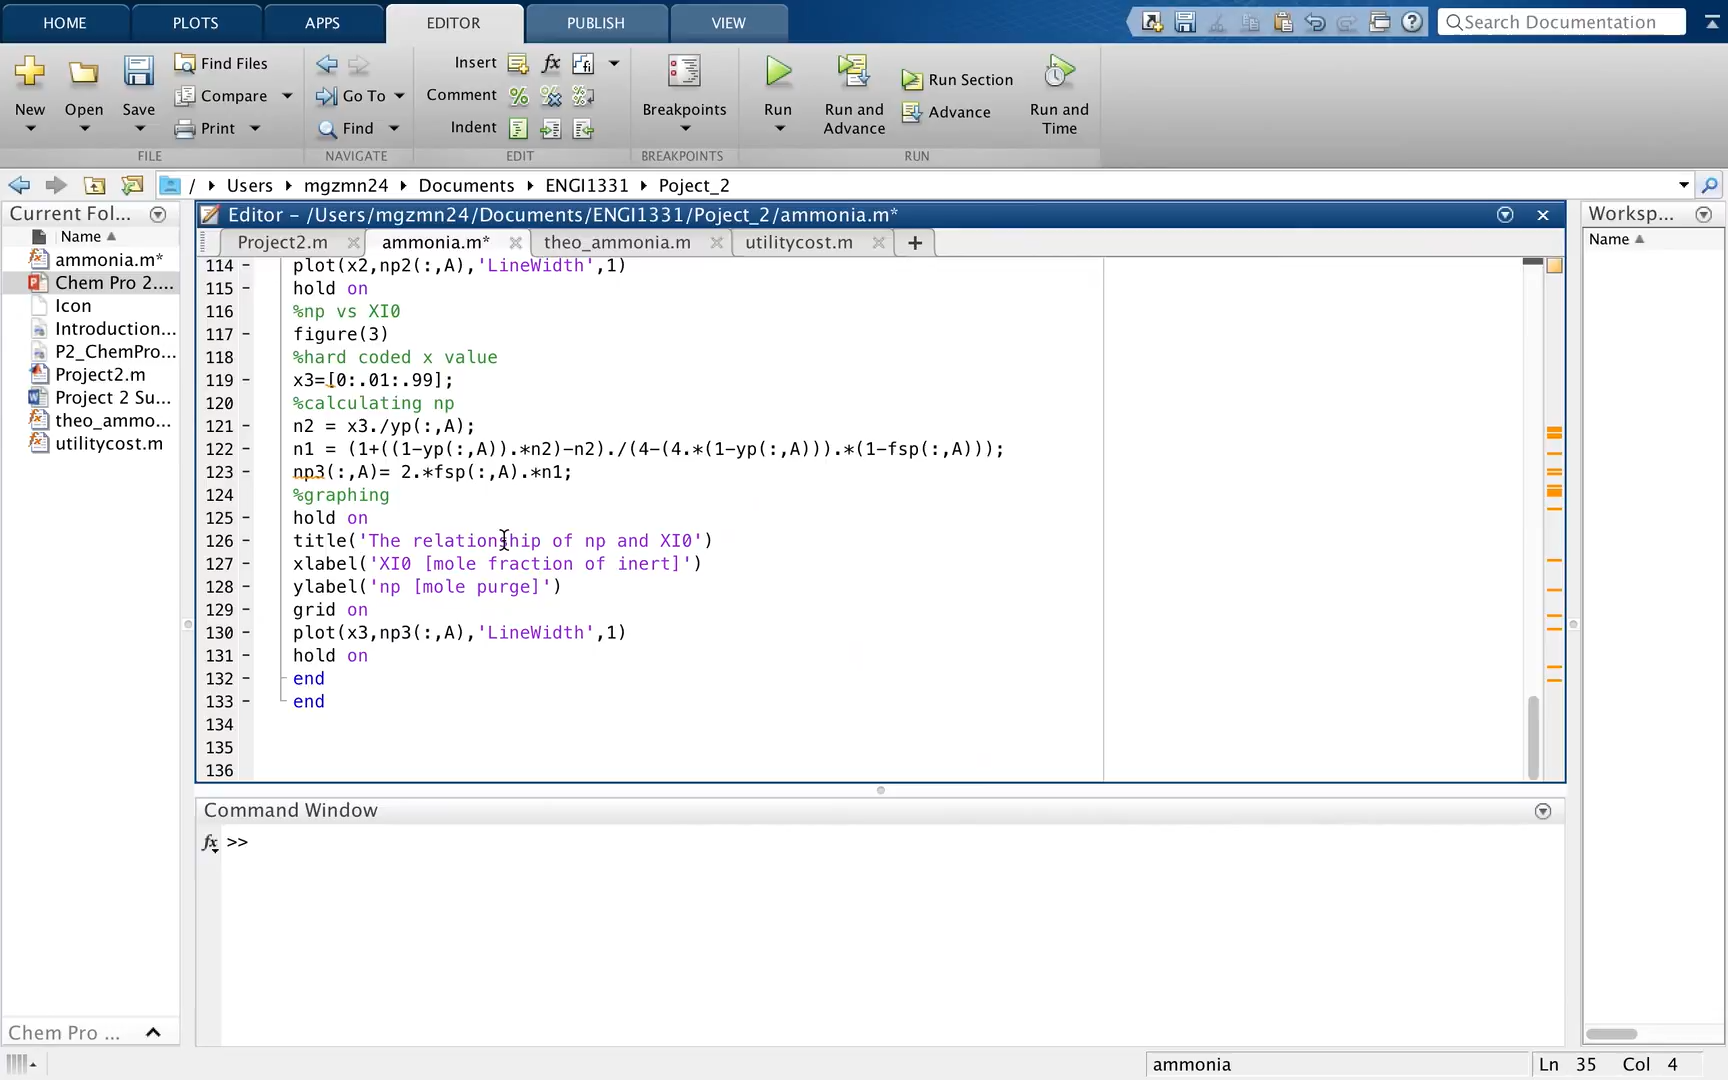 HOME PLOTS APPS EDITOR PUBLISH VIEW Search Documentation
New Open Save Find Files Compare Print
Go To Find
Insert fx Comment Indent
Breakpoints
Run Run and Advance Run Section Advance Run and Time
FILE NAVIGATE EDIT BREAKPOINTS RUN
/ Users mgzmn24 Documents ENGI1331 Poject_2
Current Fol...
Name
ammonia.m*
Chem Pro 2....
Icon
Introduction...
P2_ChemPro...
Project2.m
Project 2 Su...
theo_ammo...
utilitycost.m
Chem Pro ...
Editor – /Users/mgzmn24/Documents/ENGI1331/Poject_2/ammonia.m*
Project2.m ammonia.m* theo_ammonia.m utilitycost.m +
114 – plot(x2,np2(:,A),'LineWidth',1)
115 – hold on
116 – %np vs XI0
117 – figure(3)
118 – %hard coded x value
119 – x3=[0:.01:.99];
120 – %calculating np
121 – n2 = x3./yp(:,A);
122 – n1 = (1+((1-yp(:,A)).*n2)-n2)./(4-(4.*(1-yp(:,A))).*(1-fsp(:,A)));
123 – np3(:,A)= 2.*fsp(:,A).*n1;
124 – %graphing
125 – hold on
126 – title('The relationship of np and XI0')
127 – xlabel('XI0 [mole fraction of inert]')
128 – ylabel('np [mole purge]')
129 – grid on
130 – plot(x3,np3(:,A),'LineWidth',1)
131 – hold on
132 – end
133 – end
134
135
136
Command Window
fx >>
Worksp...
Name
ammonia Ln 35 Col 4